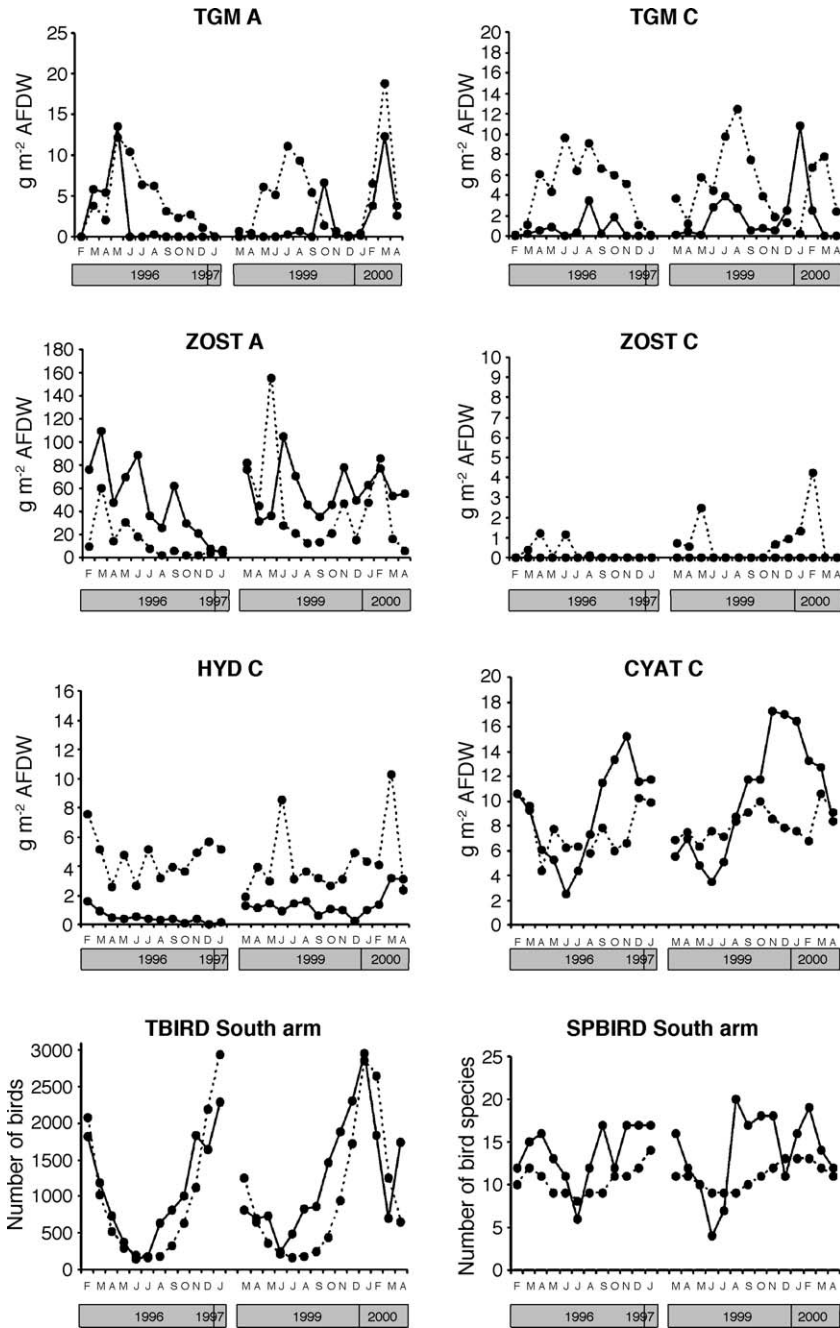 TGM A
g m⁻² AFDW
25
20
15
10
5
0
F M A M J J A S O N D J M A M J J A S O N D J F M A
1996 1997 1999 2000
TGM C
g m⁻² AFDW
20
18
16
14
12
10
8
6
4
2
0
F M A M J J A S O N D J M A M J J A S O N D J F M A
1996 1997 1999 2000
ZOST A
g m⁻² AFDW
180
160
140
120
100
80
60
40
20
0
F M A M J J A S O N D J M A M J J A S O N D J F M A
1996 1997 1999 2000
ZOST C
g m⁻² AFDW
10
9
8
7
6
5
4
3
2
1
0
F M A M J J A S O N D J M A M J J A S O N D J F M A
1996 1997 1999 2000
HYD C
g m⁻² AFDW
16
14
12
10
8
6
4
2
0
F M A M J J A S O N D J M A M J J A S O N D J F M A
1996 1997 1999 2000
CYAT C
g m⁻² AFDW
20
18
16
14
12
10
8
6
4
2
0
F M A M J J A S O N D J M A M J J A S O N D J F M A
1996 1997 1999 2000
TBIRD South arm
Number of birds
3000
2500
2000
1500
1000
500
0
F M A M J J A S O N D J M A M J J A S O N D J F M A
1996 1997 1999 2000
SPBIRD South arm
Number of bird species
25
20
15
10
5
0
F M A M J J A S O N D J M A M J J A S O N D J F M A
1996 1997 1999 2000